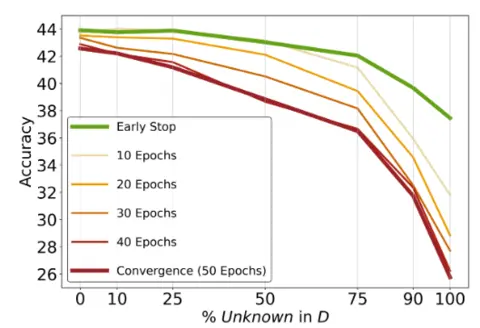 44
42
40
38
36
34
32
30
28
26
Accuracy
Early Stop
10 Epochs
20 Epochs
30 Epochs
40 Epochs
Convergence (50 Epochs)
0 10 25 50 75 90 100
% Unknown in D